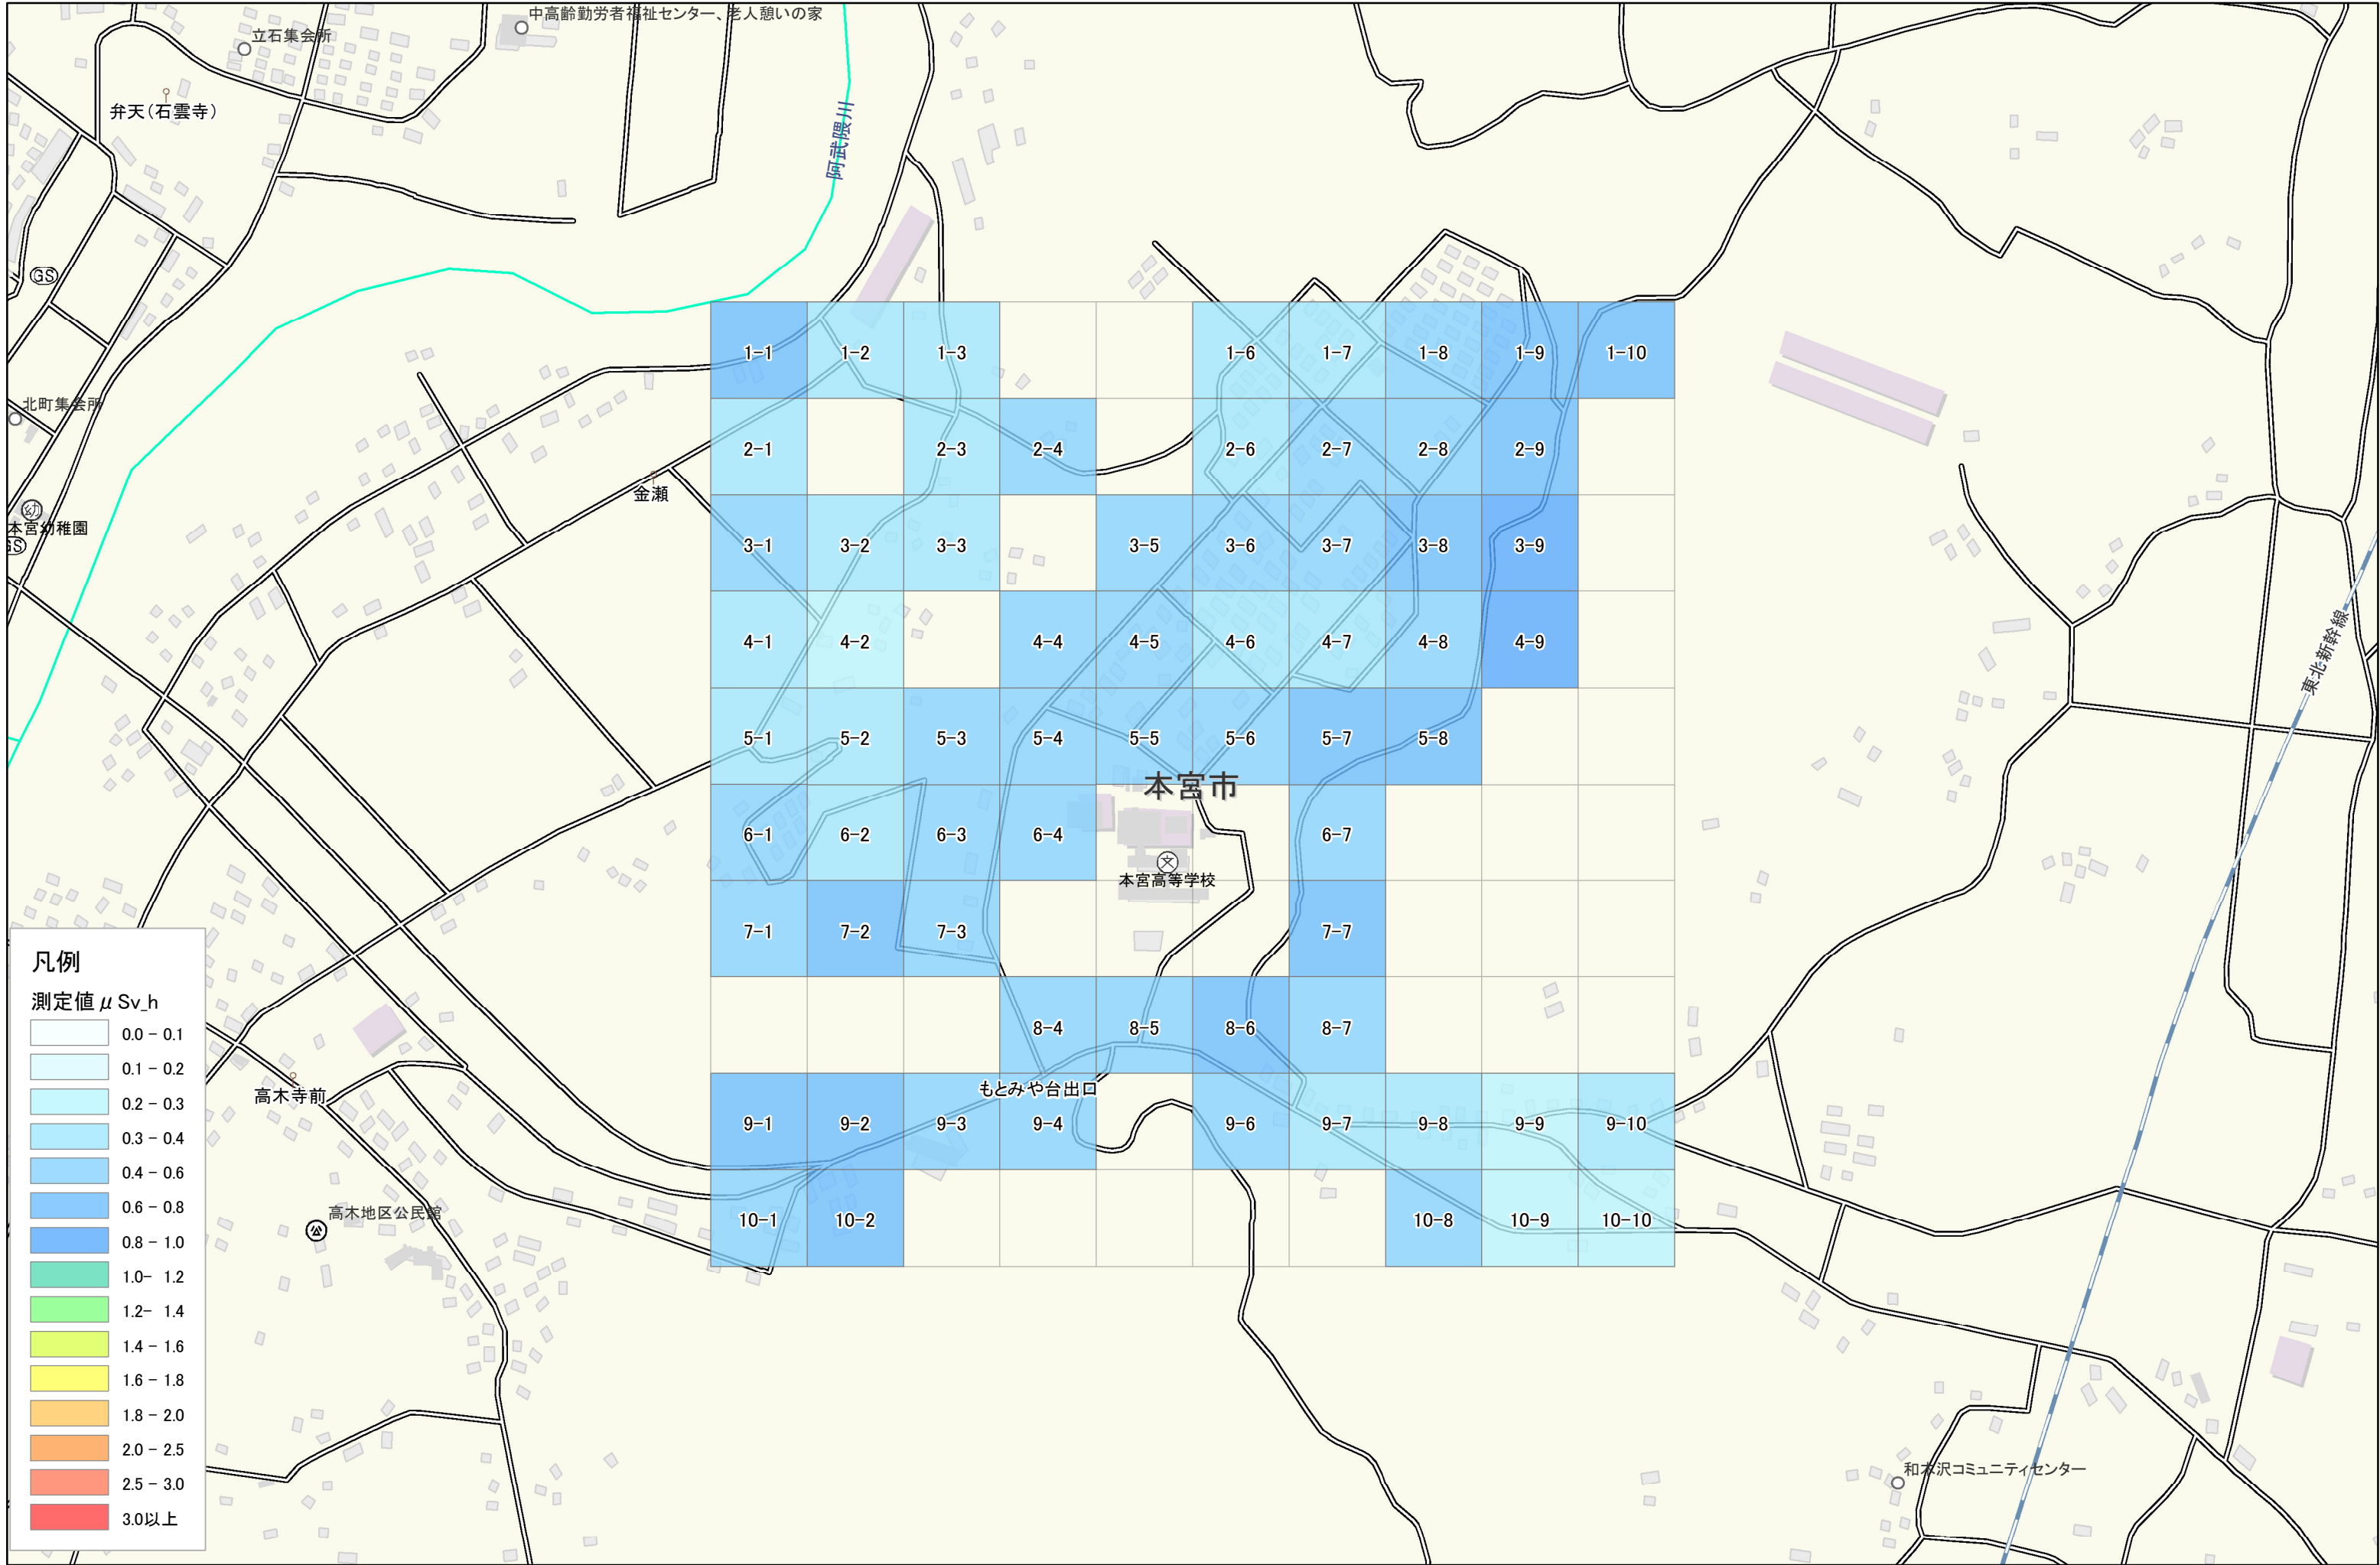 中高齢勤労者福祉センター、老人憩いの家
立石集会所
弁天(石雲寺)
阿武隈川
GS
北町集会所
金瀬
幼
本宮幼稚園
GS
東北新幹線
1-1 1-2 1-3 1-6 1-7 1-8 1-9 1-10
2-1 2-3 2-4 2-6 2-7 2-8 2-9
3-1 3-2 3-3 3-5 3-6 3-7 3-8 3-9
4-1 4-2 4-4 4-5 4-6 4-7 4-8 4-9
5-1 5-2 5-3 5-4 5-5 5-6 5-7 5-8
本宮市
6-1 6-2 6-3 6-4 6-7
文
本宮高等学校
7-1 7-2 7-3 7-7
8-4 8-5 8-6 8-7
もとみや台出口
9-1 9-2 9-3 9-4 9-6 9-7 9-8 9-9 9-10
10-1 10-2 10-8 10-9 10-10
高木寺前
高木地区公民館
和木沢コミュニティセンター
凡例
測定値 μ Sv_h
0.0 - 0.1
0.1 - 0.2
0.2 - 0.3
0.3 - 0.4
0.4 - 0.6
0.6 - 0.8
0.8 - 1.0
1.0- 1.2
1.2- 1.4
1.4 - 1.6
1.6 - 1.8
1.8 - 2.0
2.0 - 2.5
2.5 - 3.0
3.0以上